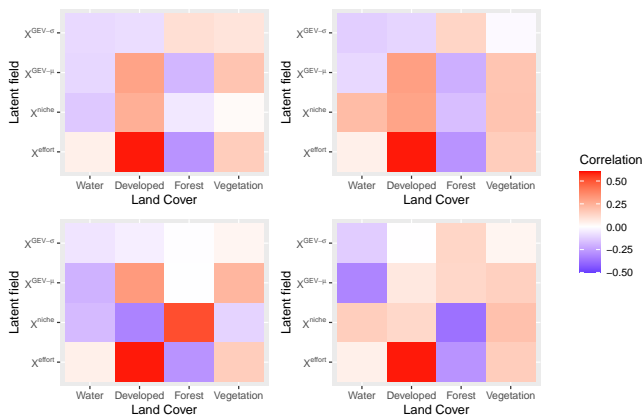 Latent field
X^GEV−σ
X^GEV−μ
X^niche
X^effort
Water Developed Forest Vegetation
Land Cover
Latent field
X^GEV−σ
X^GEV−μ
X^niche
X^effort
Water Developed Forest Vegetation
Land Cover
Latent field
X^GEV−σ
X^GEV−μ
X^niche
X^effort
Water Developed Forest Vegetation
Land Cover
Latent field
X^GEV−σ
X^GEV−μ
X^niche
X^effort
Water Developed Forest Vegetation
Land Cover
Correlation
0.50
0.25
0.00
−0.25
−0.50